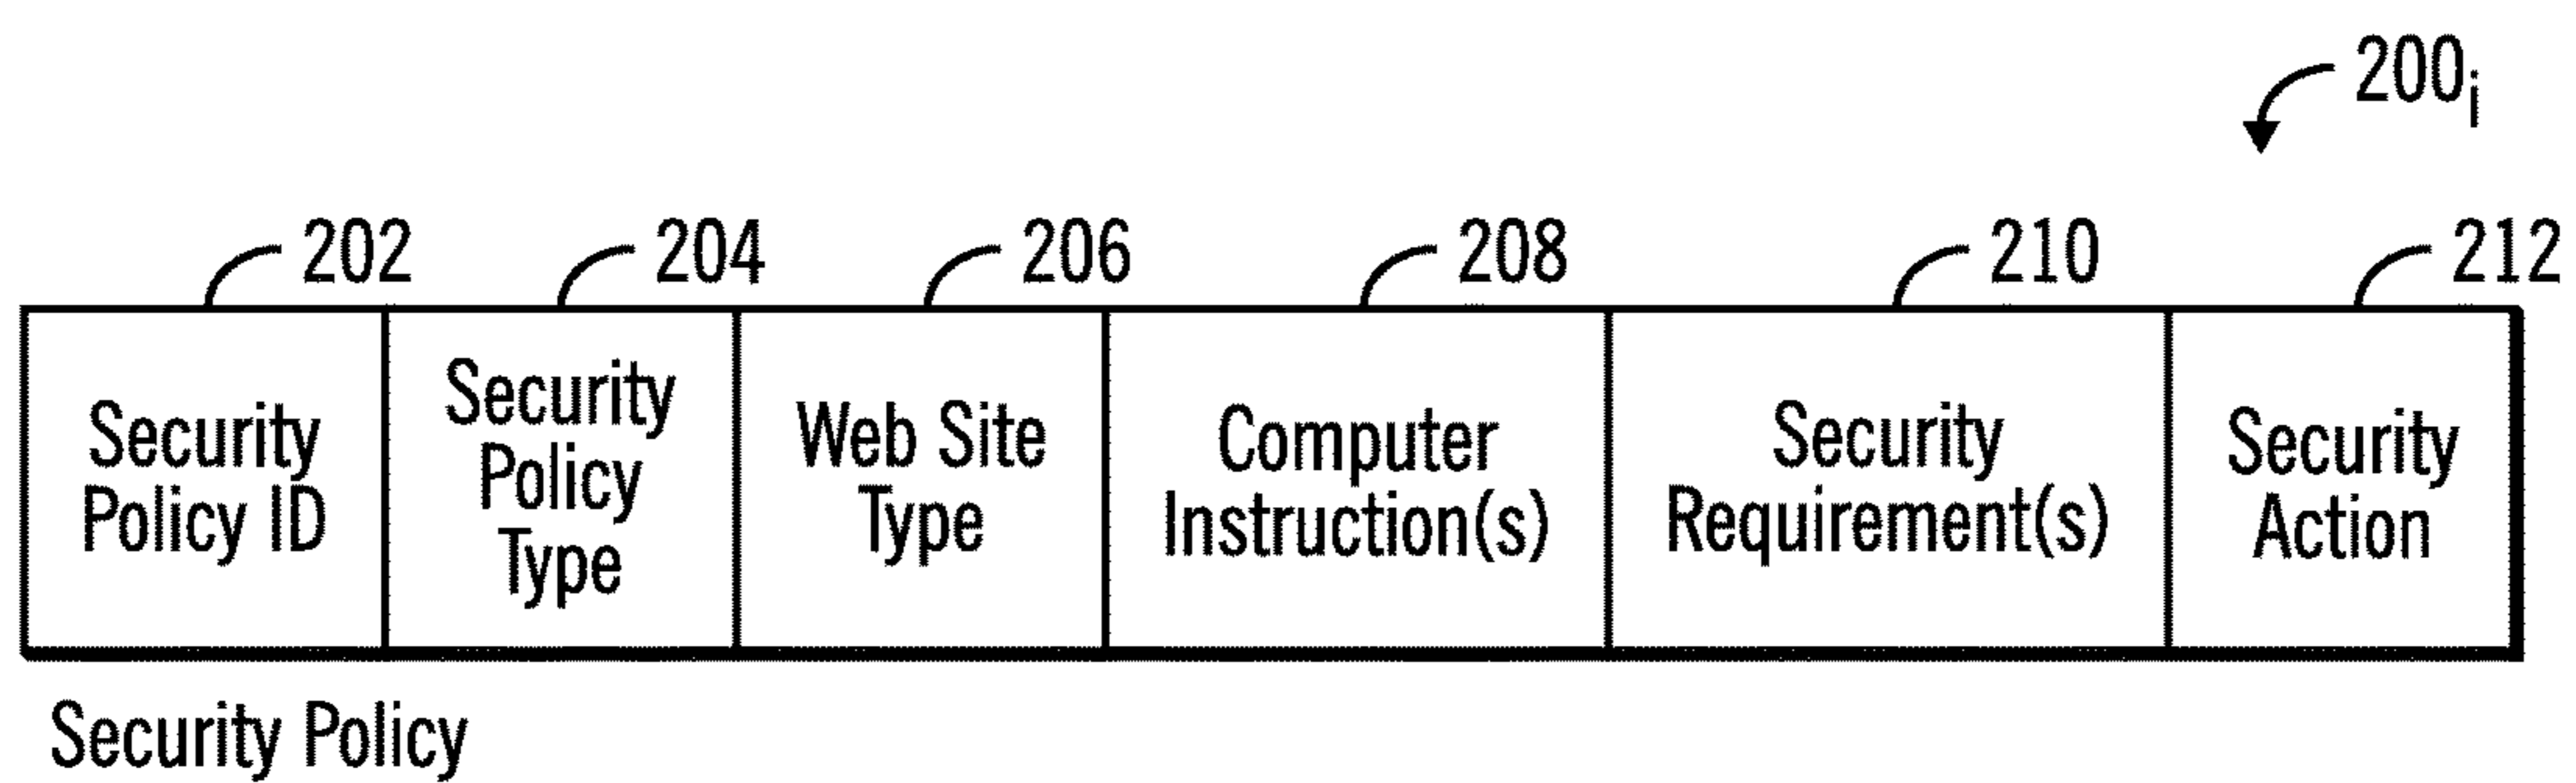 200i
202 204 206 208 210 212
Security
Policy ID
Security
Policy
Type
Web Site
Type
Computer
Instruction(s)
Security
Requirement(s)
Security
Action
Security Policy